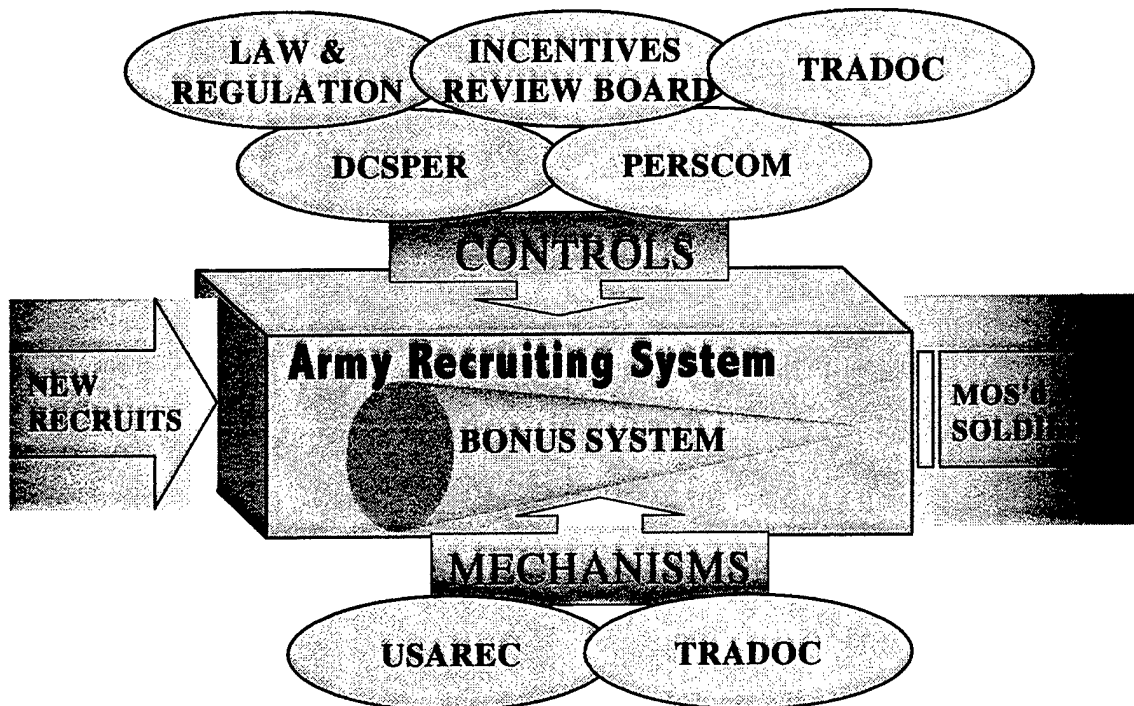 LAW &
REGULATION
INCENTIVES
REVIEW BOARD
TRADOC
DCSPER
PERSCOM
CONTROLS
Army Recruiting System
NEW
RECRUITS
BONUS SYSTEM
MOS'd
SOLDI
MECHANISMS
USAREC
TRADOC